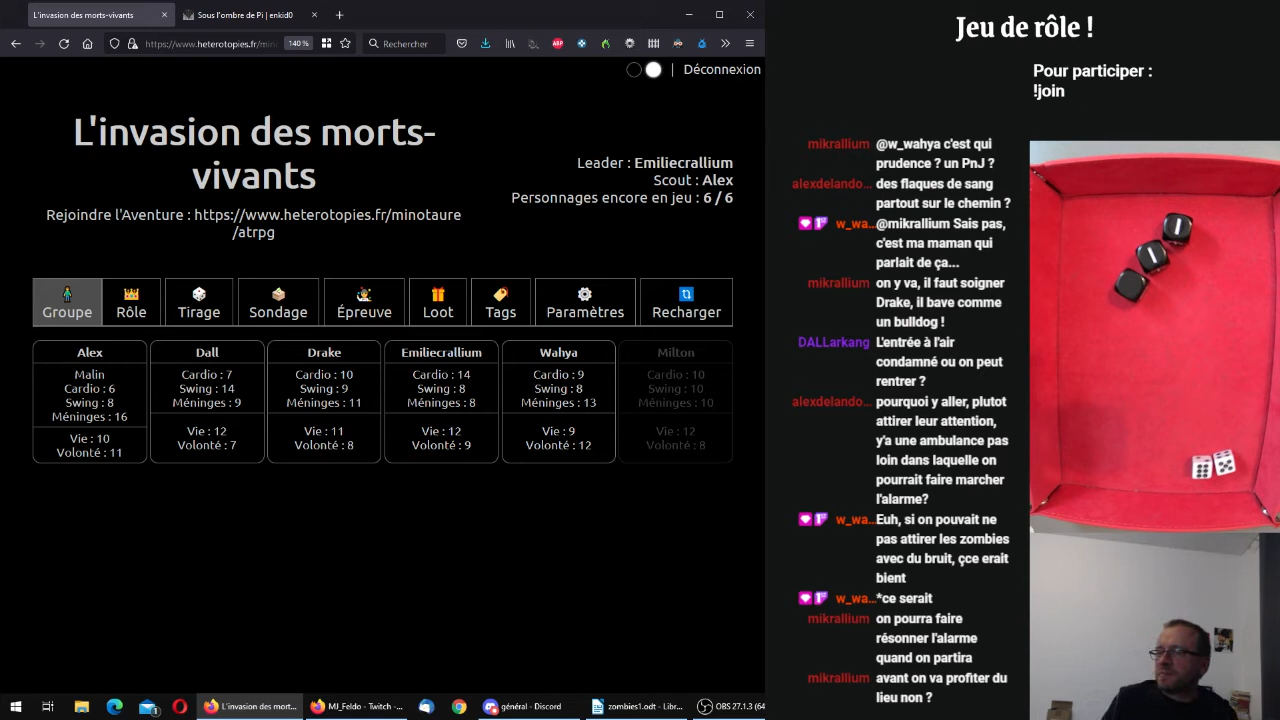 L'invasion des morts-vivants
Sous l'ombre de Pi | enkid0
https://www.heterotopies.fr/mino
140 %
Rechercher
ABP
Déconnexion
L'invasion des morts-
vivants
Rejoindre l'Aventure : https://www.heterotopies.fr/minotaure
/atrpg
Leader : Emiliecrallium
Scout : Alex
Personnages encore en jeu : 6 / 6
Groupe
Rôle
Tirage
Sondage
Épreuve
Loot
Tags
Paramètres
Recharger
Alex
Malin
Cardio : 6
Swing : 8
Méninges : 16
Vie : 10
Volonté : 11
Dall
Cardio : 7
Swing : 14
Méninges : 9
Vie : 12
Volonté : 7
Drake
Cardio : 10
Swing : 9
Méninges : 11
Vie : 11
Volonté : 8
Emiliecrallium
Cardio : 14
Swing : 8
Méninges : 8
Vie : 12
Volonté : 9
Wahya
Cardio : 9
Swing : 8
Méninges : 13
Vie : 9
Volonté : 12
Milton
Cardio : 10
Swing : 10
Méninges : 10
Vie : 12
Volonté : 8
L'invasion des mort...
MJ_Feldo - Twitch -...
général - Discord
zombies1.odt - Libr...
OBS 27.1.3 (64
Jeu de rôle !
Pour participer :
!join
mikrallium @w_wahya c'est qui
prudence ? un PnJ ?
alexdelando... des flaques de sang
partout sur le chemin ?
w_wa... @mikrallium Sais pas,
c'est ma maman qui
parlait de ça...
mikrallium on y va, il faut soigner
Drake, il bave comme
un bulldog !
DALLarkang L'entrée à l'air
condamné ou on peut
rentrer ?
alexdelando... pourquoi y aller, plutot
attirer leur attention,
y'a une ambulance pas
loin dans laquelle on
pourrait faire marcher
l'alarme?
w_wa... Euh, si on pouvait ne
pas attirer les zombies
avec du bruit, çce erait
bient
w_wa... *ce serait
mikrallium on pourra faire
résonner l'alarme
quand on partira
mikrallium avant on va profiter du
lieu non ?